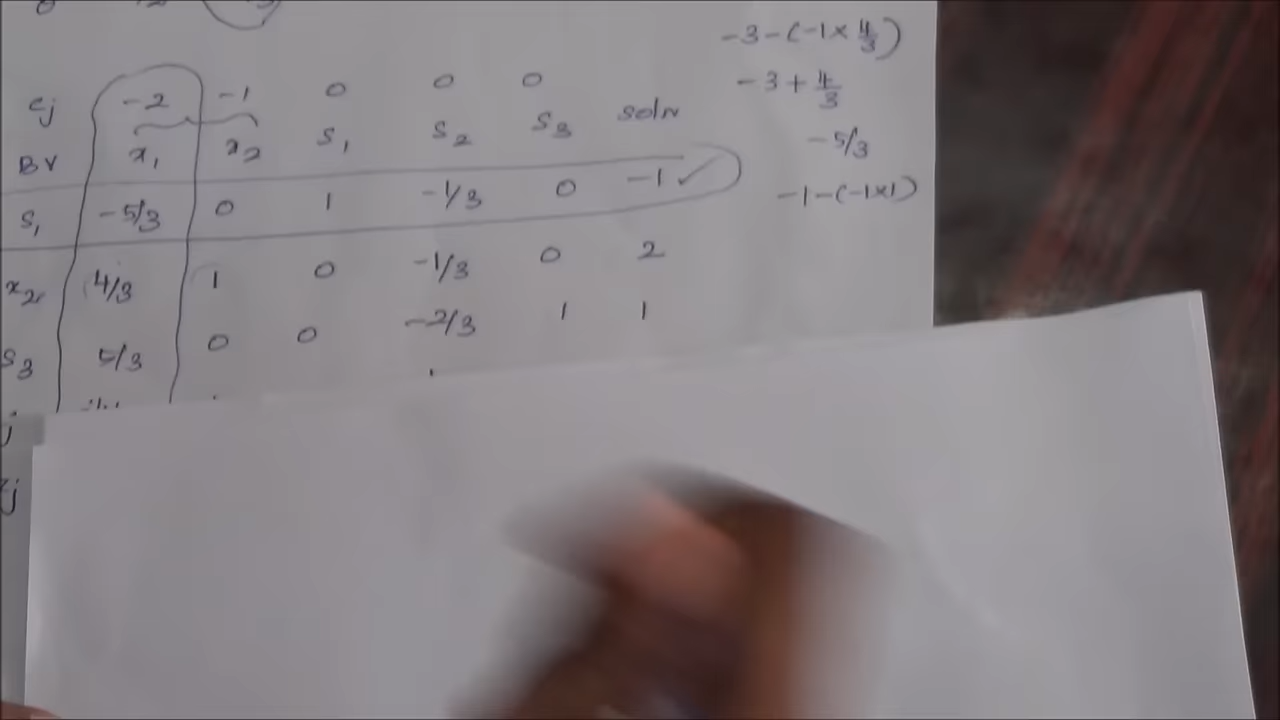 cj -2 -1 0 0 0
BV x1 x2 s1 s2 s3 soln
s1 -5/3 0 1 -1/3 0 -1 ✓
x2 4/3 1 0 -1/3 0 2
s3 5/3 0 0 -2/3 1 1
-3-(-1×4/3)
-3+4/3
-5/3
-1-(-1×1)